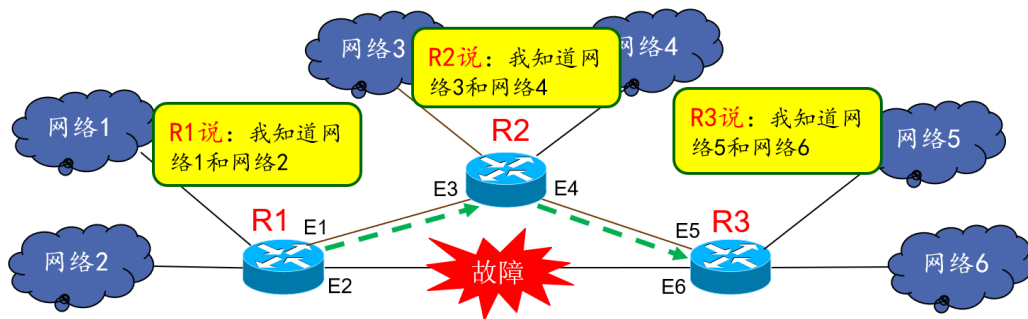 网络3
R2说：我知道网
络3和网络4
网络4
网络1
R1说：我知道网
络1和网络2
R3说：我知道网
络5和网络6
网络5
R2
E3
E4
R1
E1
E5
R3
网络2
E2
故障
E6
网络6